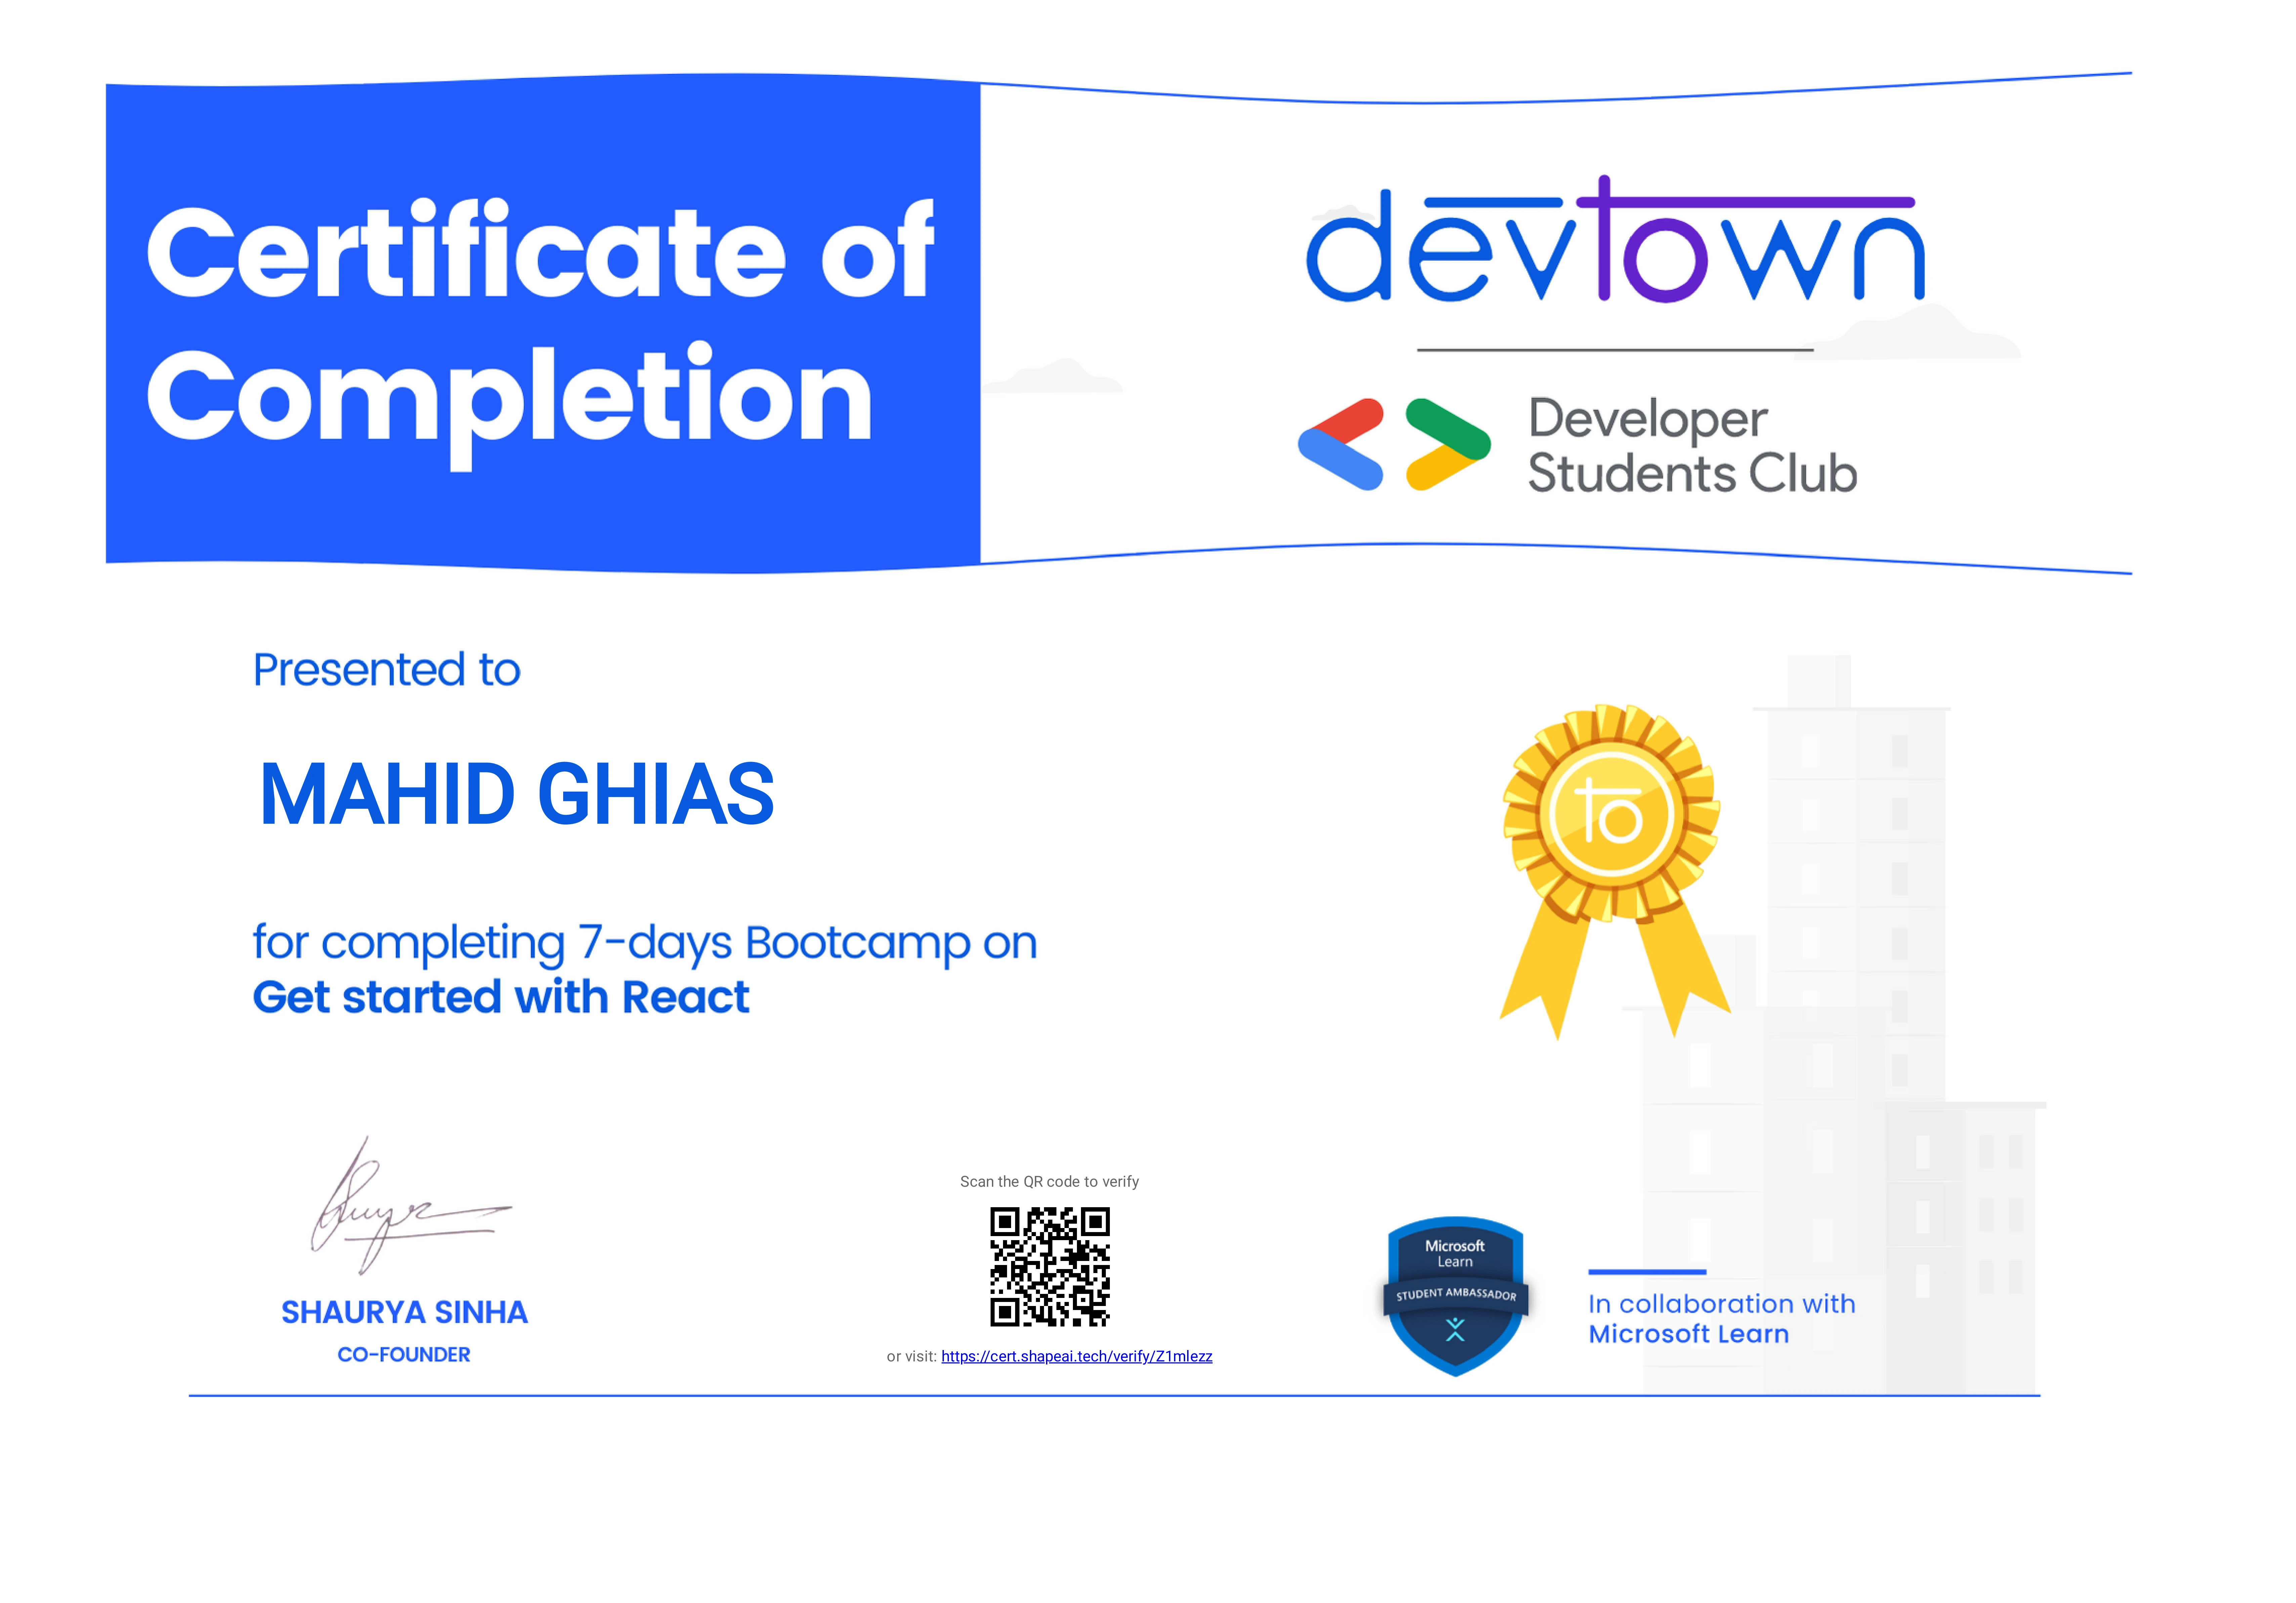 Certificate of
Completion
devtown
Developer
Students Club
Presented to
MAHID GHIAS
for completing 7-days Bootcamp on
Get started with React
to
SHAURYA SINHA
CO-FOUNDER
Scan the QR code to verify
or visit: https://cert.shapeai.tech/verify/Z1mlezz
Microsoft
Learn
STUDENT AMBASSADOR
In collaboration with
Microsoft Learn